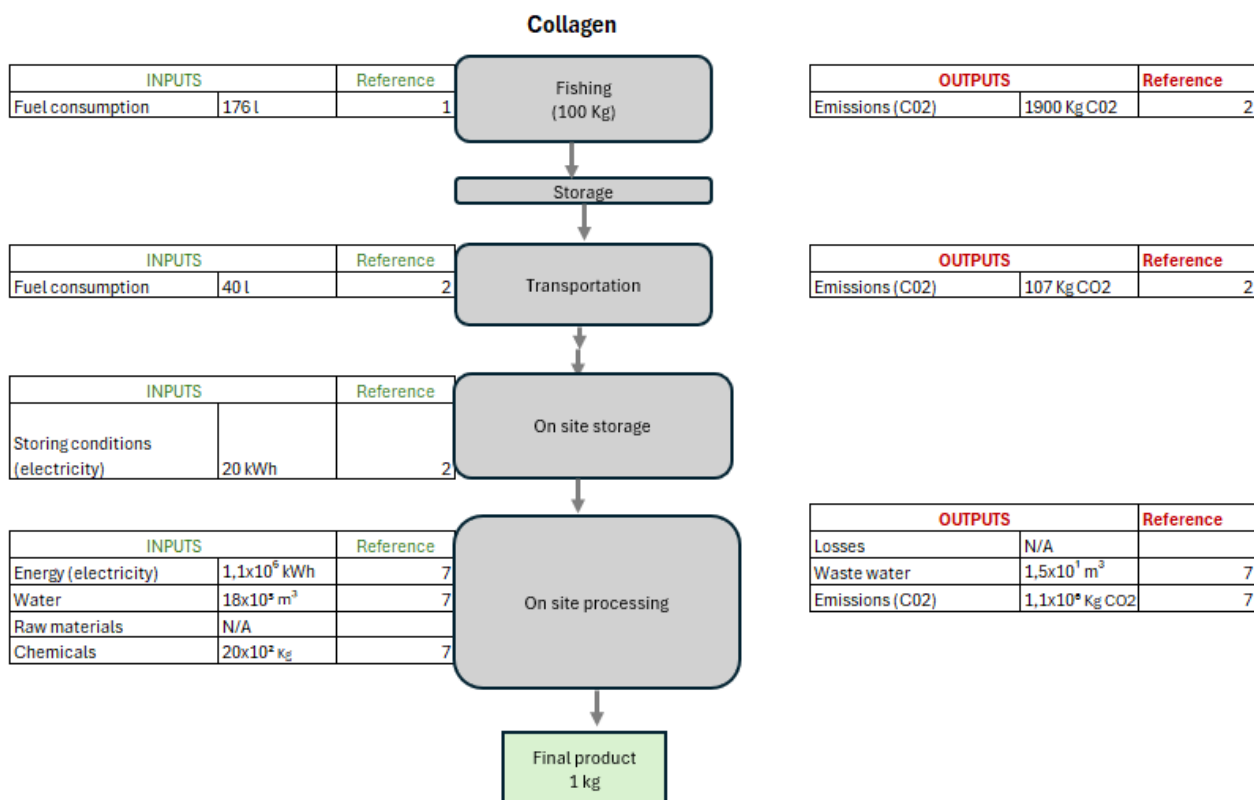 Collagen
INPUTS Reference
Fuel consumption 176 l 1
Fishing
(100 Kg)
OUTPUTS Reference
Emissions (C02) 1900 Kg C02 2
Storage
INPUTS Reference
Fuel consumption 40 l 2
Transportation
OUTPUTS Reference
Emissions (C02) 107 Kg CO2 2
INPUTS Reference
Storing conditions
(electricity) 20 kWh 2
On site storage
INPUTS Reference
Energy (electricity) 1,1x10⁶ kWh 7
Water m³ 7
Raw materials N/A
Chemicals 20x10² Kg 7
On site processing
OUTPUTS Reference
Losses N/A
Waste water 1,5x10¹ m³ 7
Emissions (C02) Kg CO2 7
Final product
1 kg